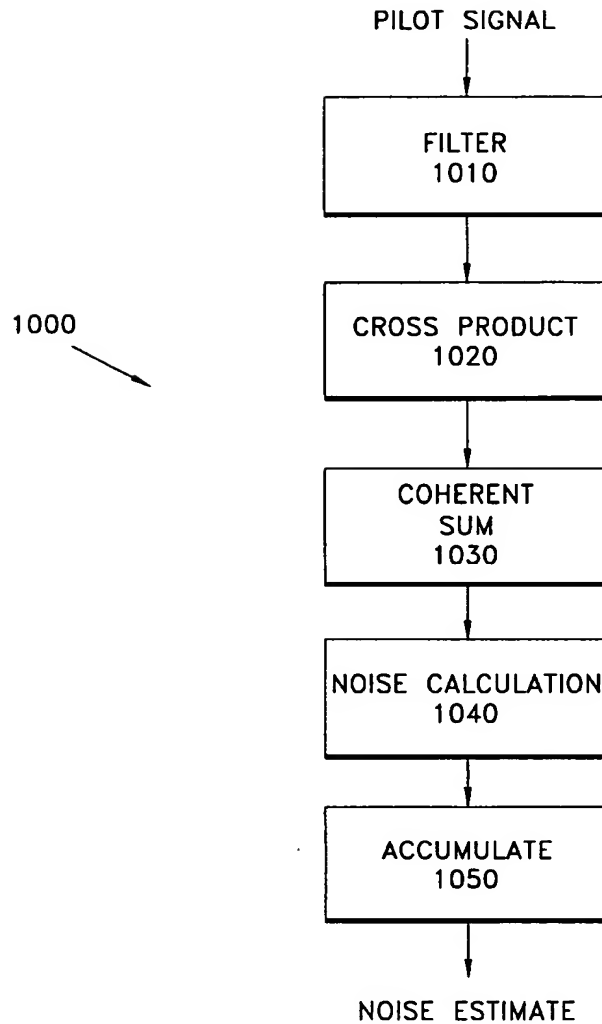 PILOT SIGNAL
FILTER
1010
1000
CROSS PRODUCT
1020
COHERENT
SUM
1030
NOISE CALCULATION
1040
ACCUMULATE
1050
NOISE ESTIMATE